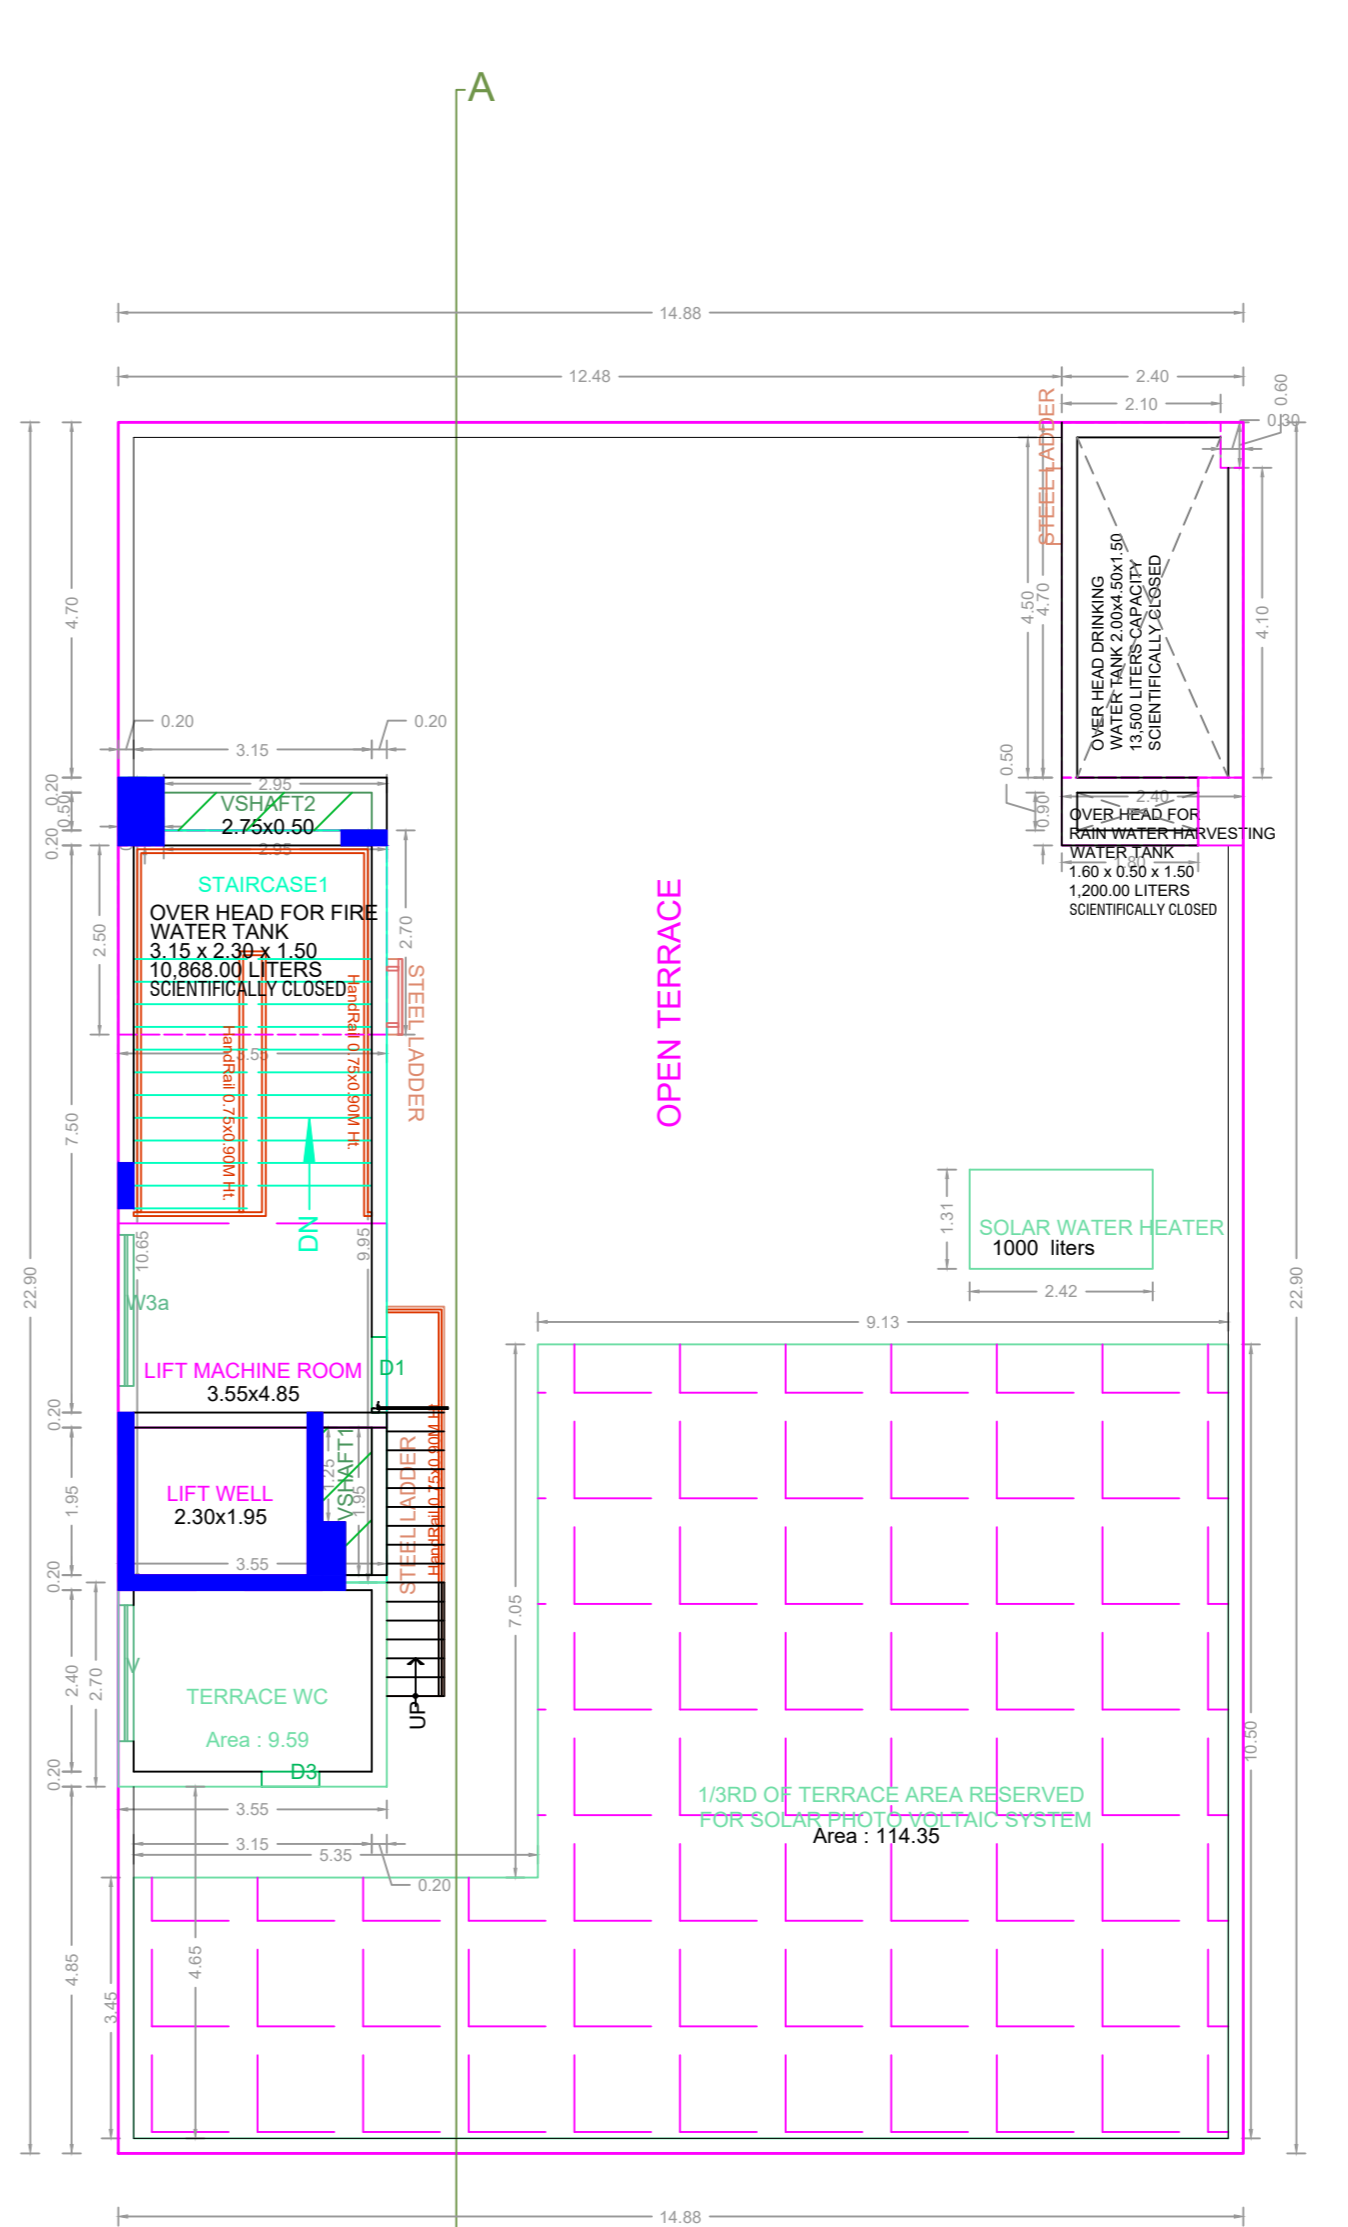 A
14.88
12.48
2.40
0.60
2.10
0.30
STEEL LADDER
4.50
4.70
4.10
OVER HEAD DRINKING
WATER TANK 2.00x4.50x1.50
13,500 LITERS CAPACITY
SCIENTIFICALLY CLOSED
4.70
0.20
0.20
3.15
0.50
0.90
2.40
OVER HEAD FOR
RAIN WATER HARVESTING
WATER TANK
1.80
1.60 x 0.50 x 1.50
1,200.00 LITERS
SCIENTIFICALLY CLOSED
0.20
0.50
0.20
2.95
VSHAFT2
2.75x0.50
2.95
STAIRCASE1
OVER HEAD FOR FIRE
WATER TANK
3.15 x 2.30 x 1.50
10,868.00 LITERS
SCIENTIFICALLY CLOSED
2.50
2.70
STEEL LADDER
3.55
HandRail 0.75x0.90M Ht.
HandRail 0.75x0.90M Ht.
OPEN TERRACE
7.50
DN
10.65
9.95
22.90
22.90
1.31
SOLAR WATER HEATER
1000 liters
2.42
W3a
9.13
LIFT MACHINE ROOM
3.55x4.85
D1
0.20
LIFT WELL
2.30x1.95
1.95
1.25
VSHAFT1
1.95
STEEL LADDER
HandRail 0.75x0.90M Ht.
3.55
0.20
7.05
V
2.40
2.70
TERRACE WC
Area : 9.59
UP
0.20
D3
10.50
1/3RD OF TERRACE AREA RESERVED
FOR SOLAR PHOTO VOLTAIC SYSTEM
Area : 114.35
3.55
3.15
5.35
0.20
4.85
4.65
3.45
14.88